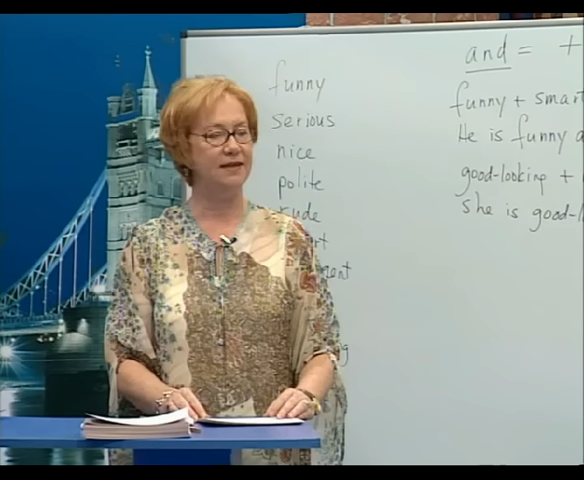 funny
serious
nice
polite
rude
and = +
funny + smart
He is funny
good-looking +
she is good-